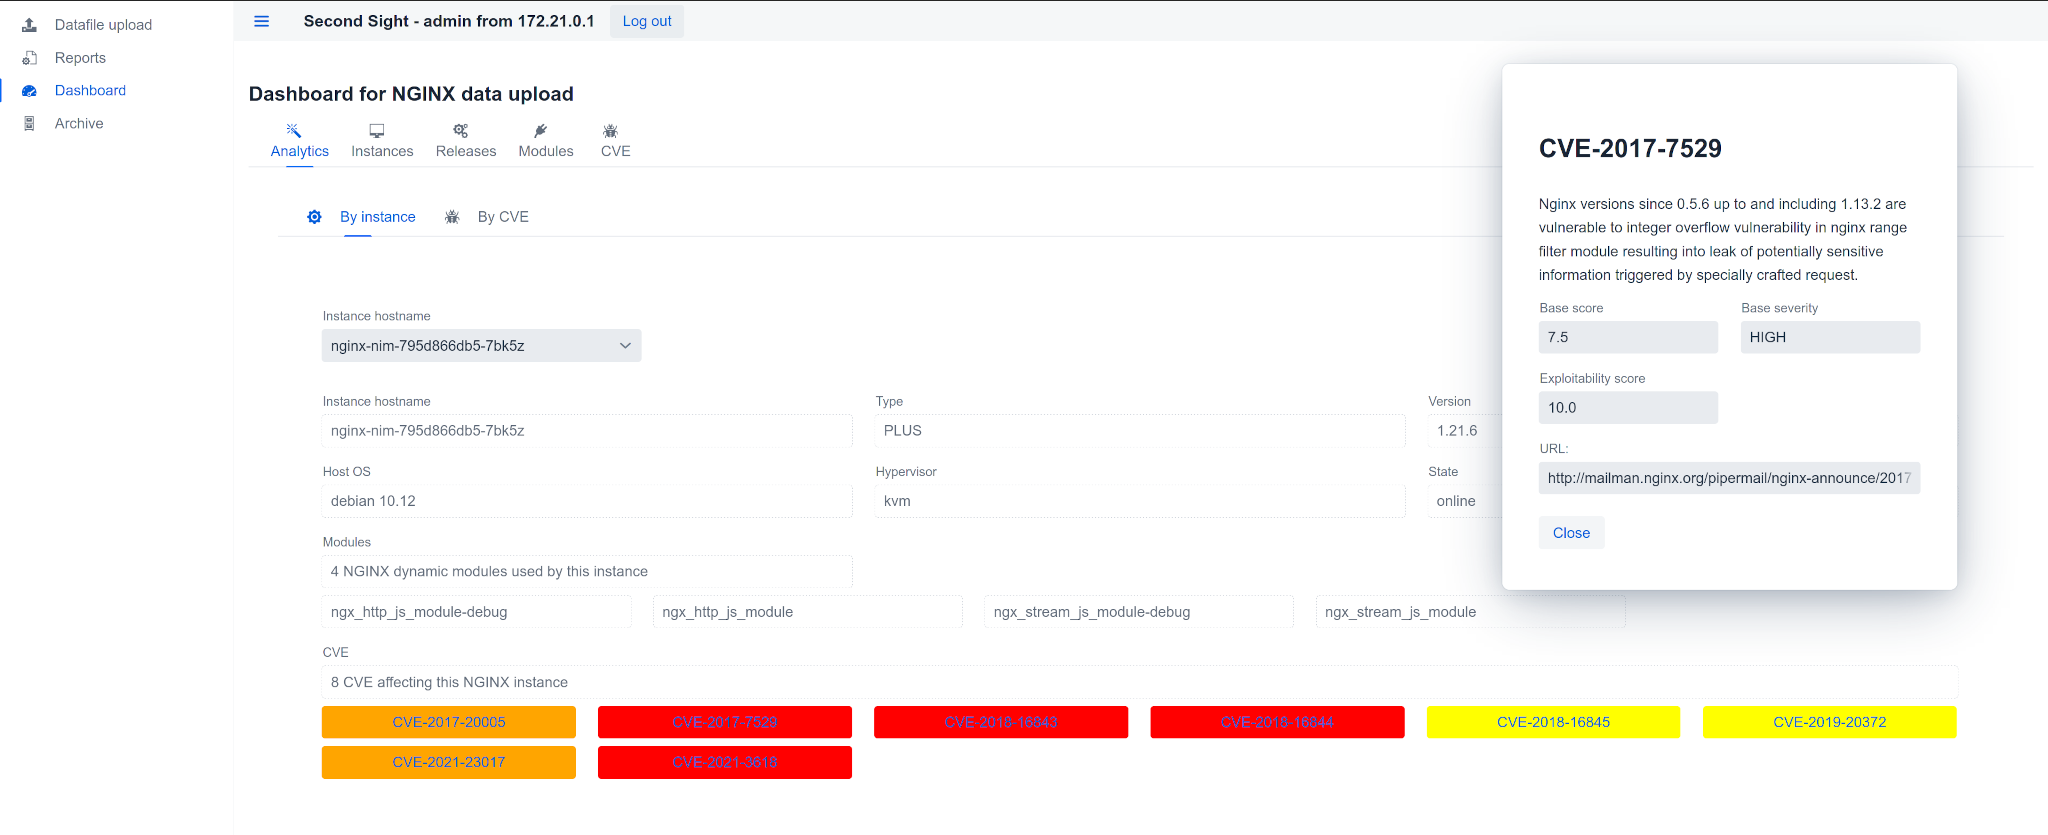 Datafile upload
Reports
Dashboard
Archive
Second Sight - admin from 172.21.0.1
Log out
Dashboard for NGINX data upload
Analytics
Instances
Releases
Modules
CVE
By instance
By CVE
Instance hostname
nginx-nim-795d866db5-7bk5z
Instance hostname
Type
Version
nginx-nim-795d866db5-7bk5z
PLUS
1.21.6
Host OS
Hypervisor
State
debian 10.12
kvm
online
Modules
4 NGINX dynamic modules used by this instance
ngx_http_js_module-debug
ngx_http_js_module
ngx_stream_js_module-debug
ngx_stream_js_module
CVE
8 CVE affecting this NGINX instance
CVE-2017-20005
CVE-2017-7529
CVE-2018-16843
CVE-2018-16844
CVE-2018-16845
CVE-2019-20372
CVE-2021-23017
CVE-2021-3618
CVE-2017-7529
Nginx versions since 0.5.6 up to and including 1.13.2 are
vulnerable to integer overflow vulnerability in nginx range
filter module resulting into leak of potentially sensitive
information triggered by specially crafted request.
Base score
Base severity
7.5
HIGH
Exploitability score
10.0
URL:
http://mailman.nginx.org/pipermail/nginx-announce/2017
Close